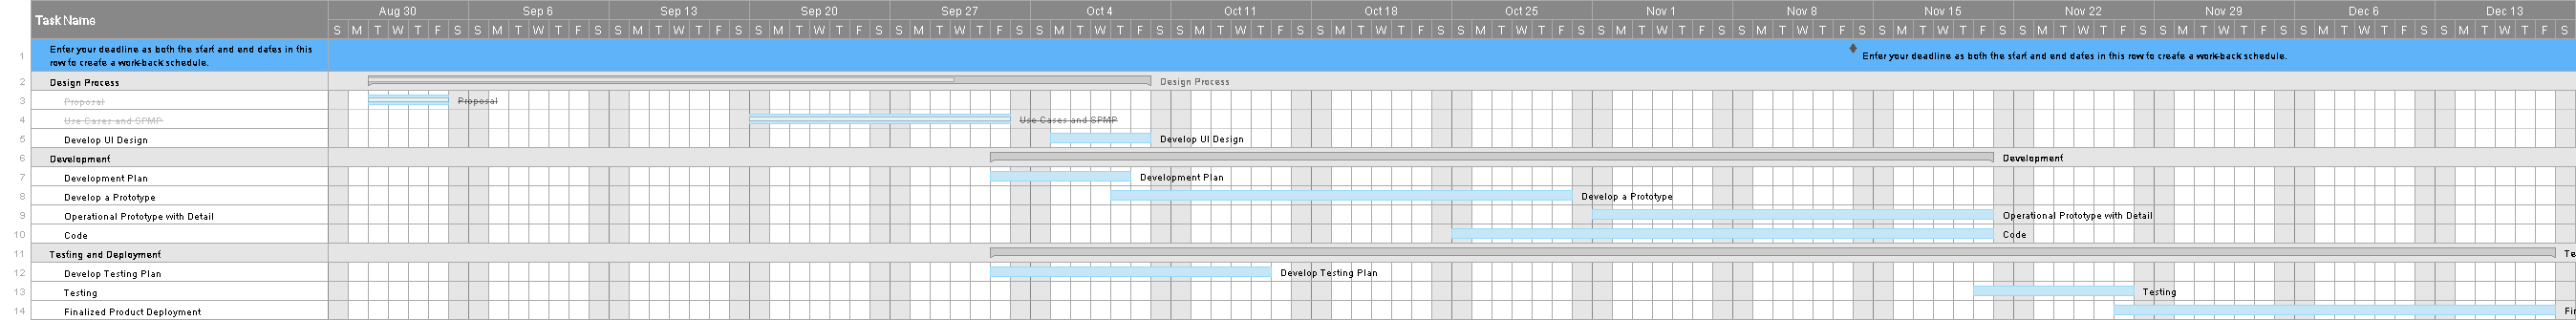 Task Name
Aug 30 Sep 6 Sep 13 Sep 20 Sep 27 Oct 4 Oct 11 Oct 18 Oct 25 Nov 1 Nov 8 Nov 15 Nov 22 Nov 29 Dec 6 Dec 13
S M T W T F S S M T W T F S S M T W T F S S M T W T F S S M T W T F S S M T W T F S S M T W T F S S M T W T F S S M T W T F S S M T W T F S S M T W T F S S M T W T F S S M T W T F S S M T W T F S S M T W T F S S M T W T F S
1 Enter your deadline as both the start and end dates in this
row to create a work-back schedule.
Enter your deadline as both the start and end dates in this row to create a work-back schedule.
2 Design Process Design Process
3 Proposal Proposal
4 Use Cases and SPMP Use Cases and SPMP
5 Develop UI Design Develop UI Design
6 Development Development
7 Development Plan Development Plan
8 Develop a Prototype Develop a Prototype
9 Operational Prototype with Detail Operational Prototype with Detail
10 Code Code
11 Testing and Deployment Te
12 Develop Testing Plan Develop Testing Plan
13 Testing Testing
14 Finalized Product Deployment Fi